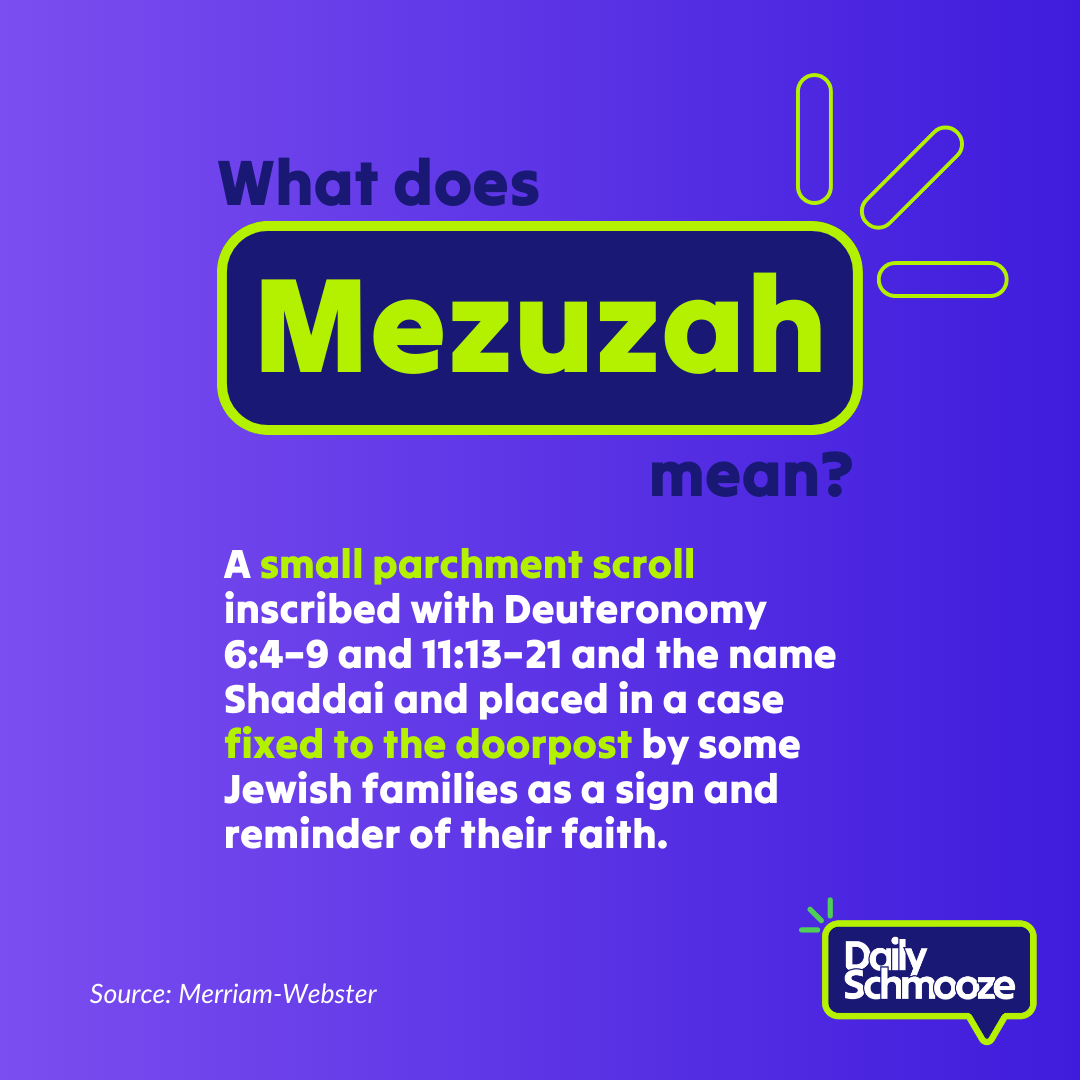 What does
Mezuzah
mean?
A small parchment scroll
inscribed with Deuteronomy
6:4–9 and 11:13–21 and the name
Shaddai and placed in a case
fixed to the doorpost by some
Jewish families as a sign and
reminder of their faith.
Source: Merriam-Webster
Daily
Schmooze